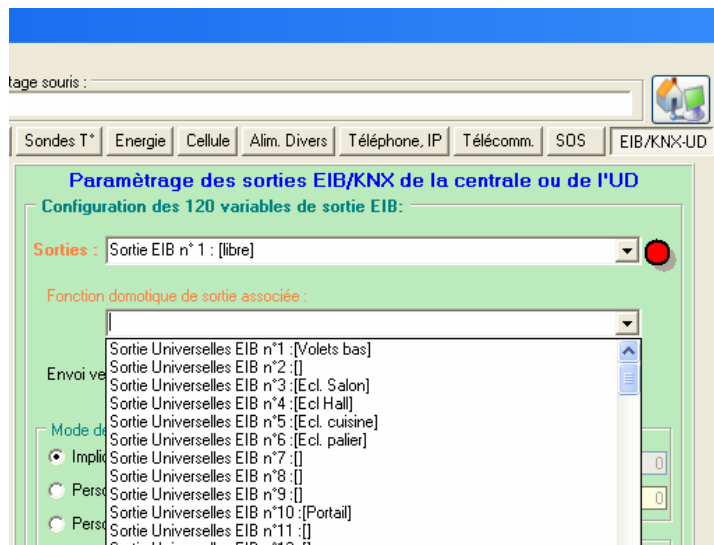 tage souris :
Sondes T° Energie Cellule Alim. Divers Téléphone, IP Télécomm. SOS EIB/KNX-UD
Paramètrage des sorties EIB/KNX de la centrale ou de l'UD
Configuration des 120 variables de sortie EIB:
Sorties : Sortie EIB n° 1 : [libre]
Fonction domotique de sortie associée :
Sortie Universelles EIB n°1 :[Volets bas]
Envoi ve
Sortie Universelles EIB n°2 :[]
Sortie Universelles EIB n°3 :[Ecl. Salon]
Sortie Universelles EIB n°4 :[Ecl Hall]
Mode de
Sortie Universelles EIB n°5 :[Ecl. cuisine]
Sortie Universelles EIB n°6 :[Ecl. palier]
Implic
Sortie Universelles EIB n°7 :[]
0
Sortie Universelles EIB n°8 :[]
Perso
Sortie Universelles EIB n°9 :[]
0
Sortie Universelles EIB n°10 :[Portail]
Perso
Sortie Universelles EIB n°11 :[]